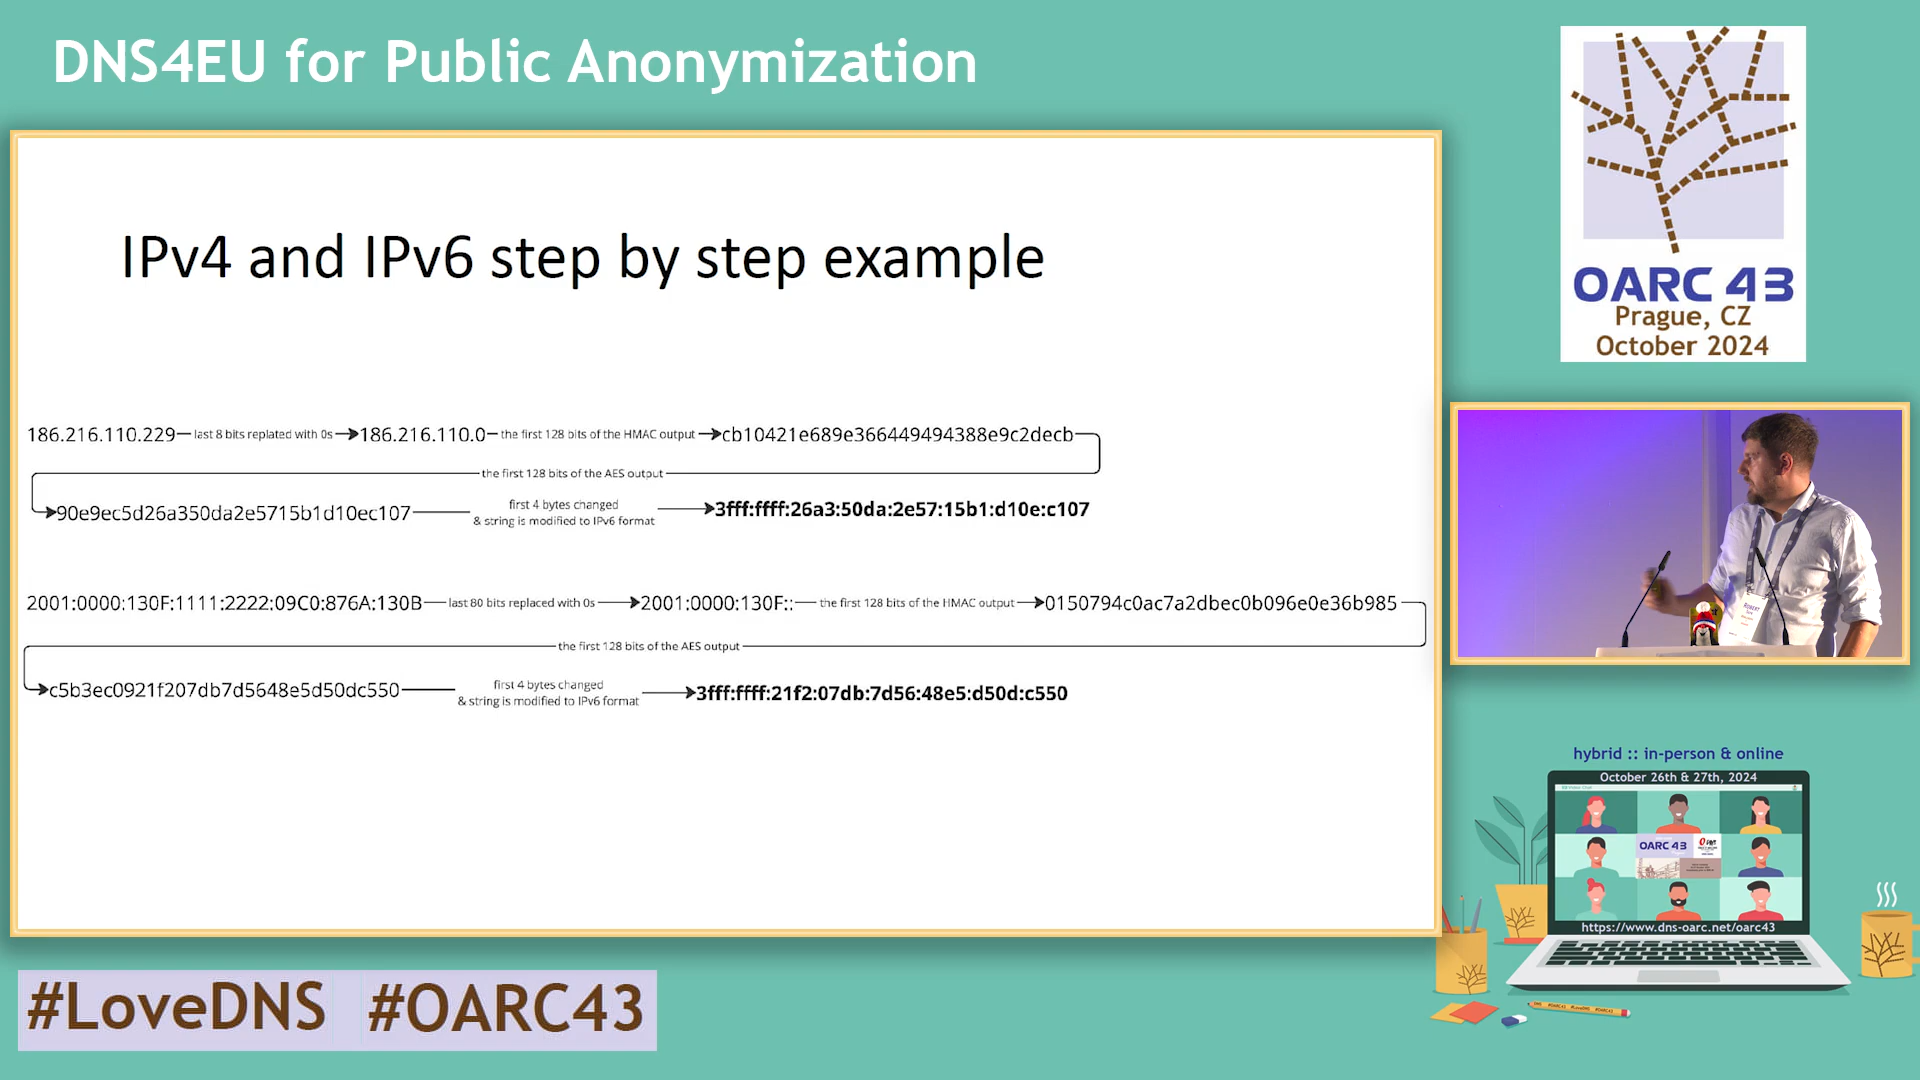 DNS4EU for Public Anonymization
IPv4 and IPv6 step by step example
186.216.110.229 last 8 bits replated with 0s 186.216.110.0 the first 128 bits of the HMAC output cb10421e689e366449494388e9c2decb
the first 128 bits of the AES output
90e9ec5d26a350da2e5715b1d10ec107 first 4 bytes changed
& string is modified to IPv6 format 3fff:ffff:26a3:50da:2e57:15b1:d10e:c107
2001:0000:130F:1111:2222:09C0:876A:130B last 80 bits replaced with 0s 2001:0000:130F:: the first 128 bits of the HMAC output 0150794c0ac7a2dbec0b096e0e36b985
the first 128 bits of the AES output
c5b3ec0921f207db7d5648e5d50dc550 first 4 bytes changed
& string is modified to IPv6 format 3fff:ffff:21f2:07db:7d56:48e5:d50d:c550
OARC 43
Prague, CZ
October 2024
ROBERT
hybrid :: in-person & online
October 26th & 27th, 2024
OARC 43
https://www.dns-oarc.net/oarc43
#LoveDNS #OARC43